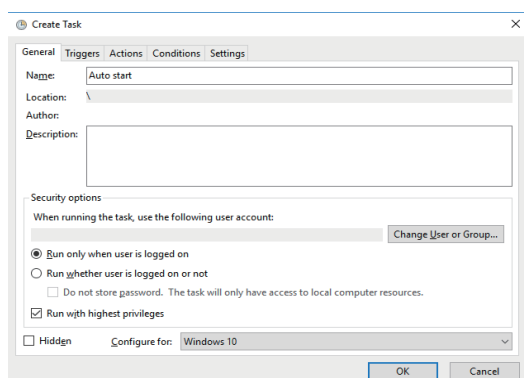 Create Task
General Triggers Actions Conditions Settings
Name: Auto start
Location: \
Author:
Description:
Security options
When running the task, use the following user account:
Change User or Group...
Run only when user is logged on
Run whether user is logged on or not
Do not store password. The task will only have access to local computer resources.
Run with highest privileges
Hidden Configure for: Windows 10
OK Cancel